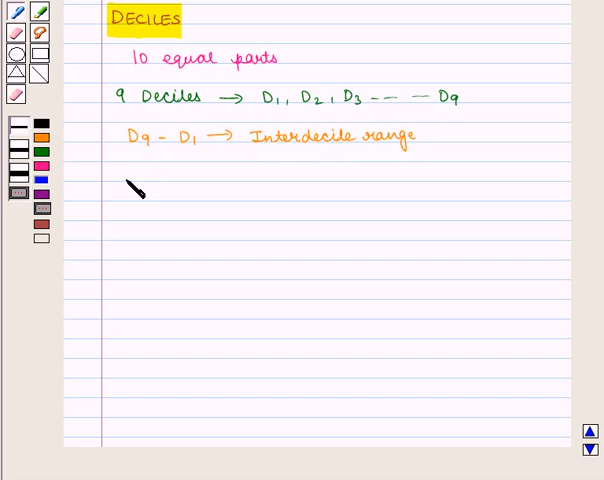 DECILES
10 equal parts
9 Deciles → D₁, D₂, D₃ --- — D₉
D₉ - D₁ → Interdecile range